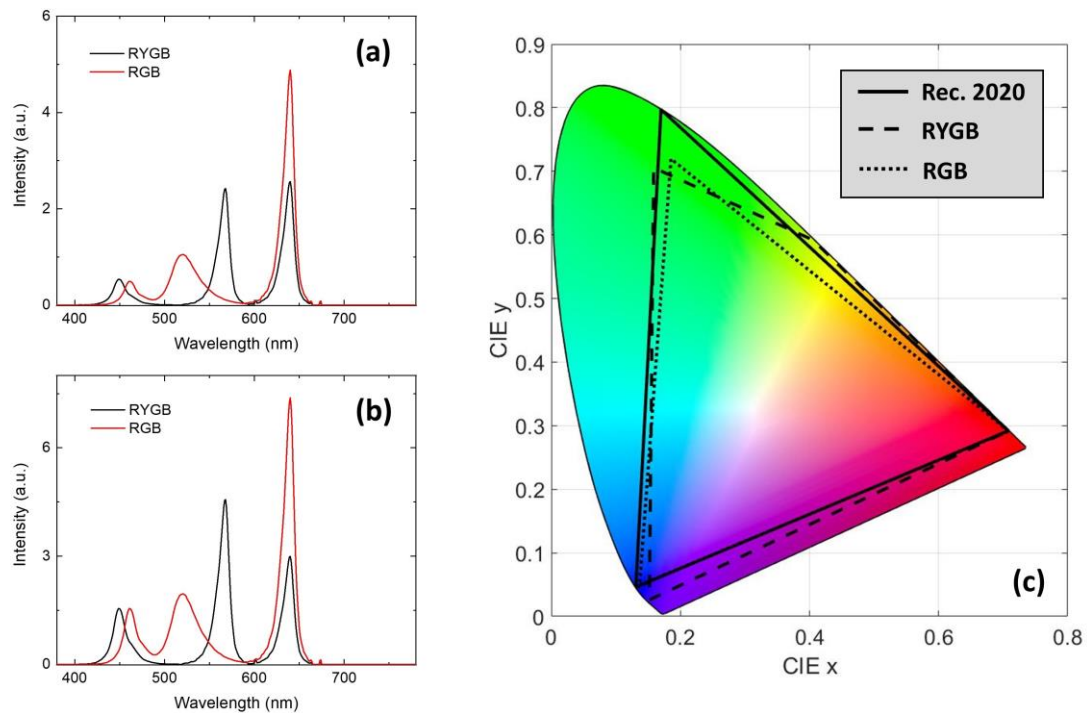 6
4
2
0
Intensity (a.u.)
RYGB
RGB
(a)
400 500 600 700
Wavelength (nm)
6
3
0
Intensity (a.u.)
RYGB
RGB
(b)
400 500 600 700
Wavelength (nm)
0.9
0.8
0.7
0.6
0.5
0.4
0.3
0.2
0.1
0
CIE y
Rec. 2020
RYGB
RGB
(c)
0 0.2 0.4 0.6 0.8
CIE x